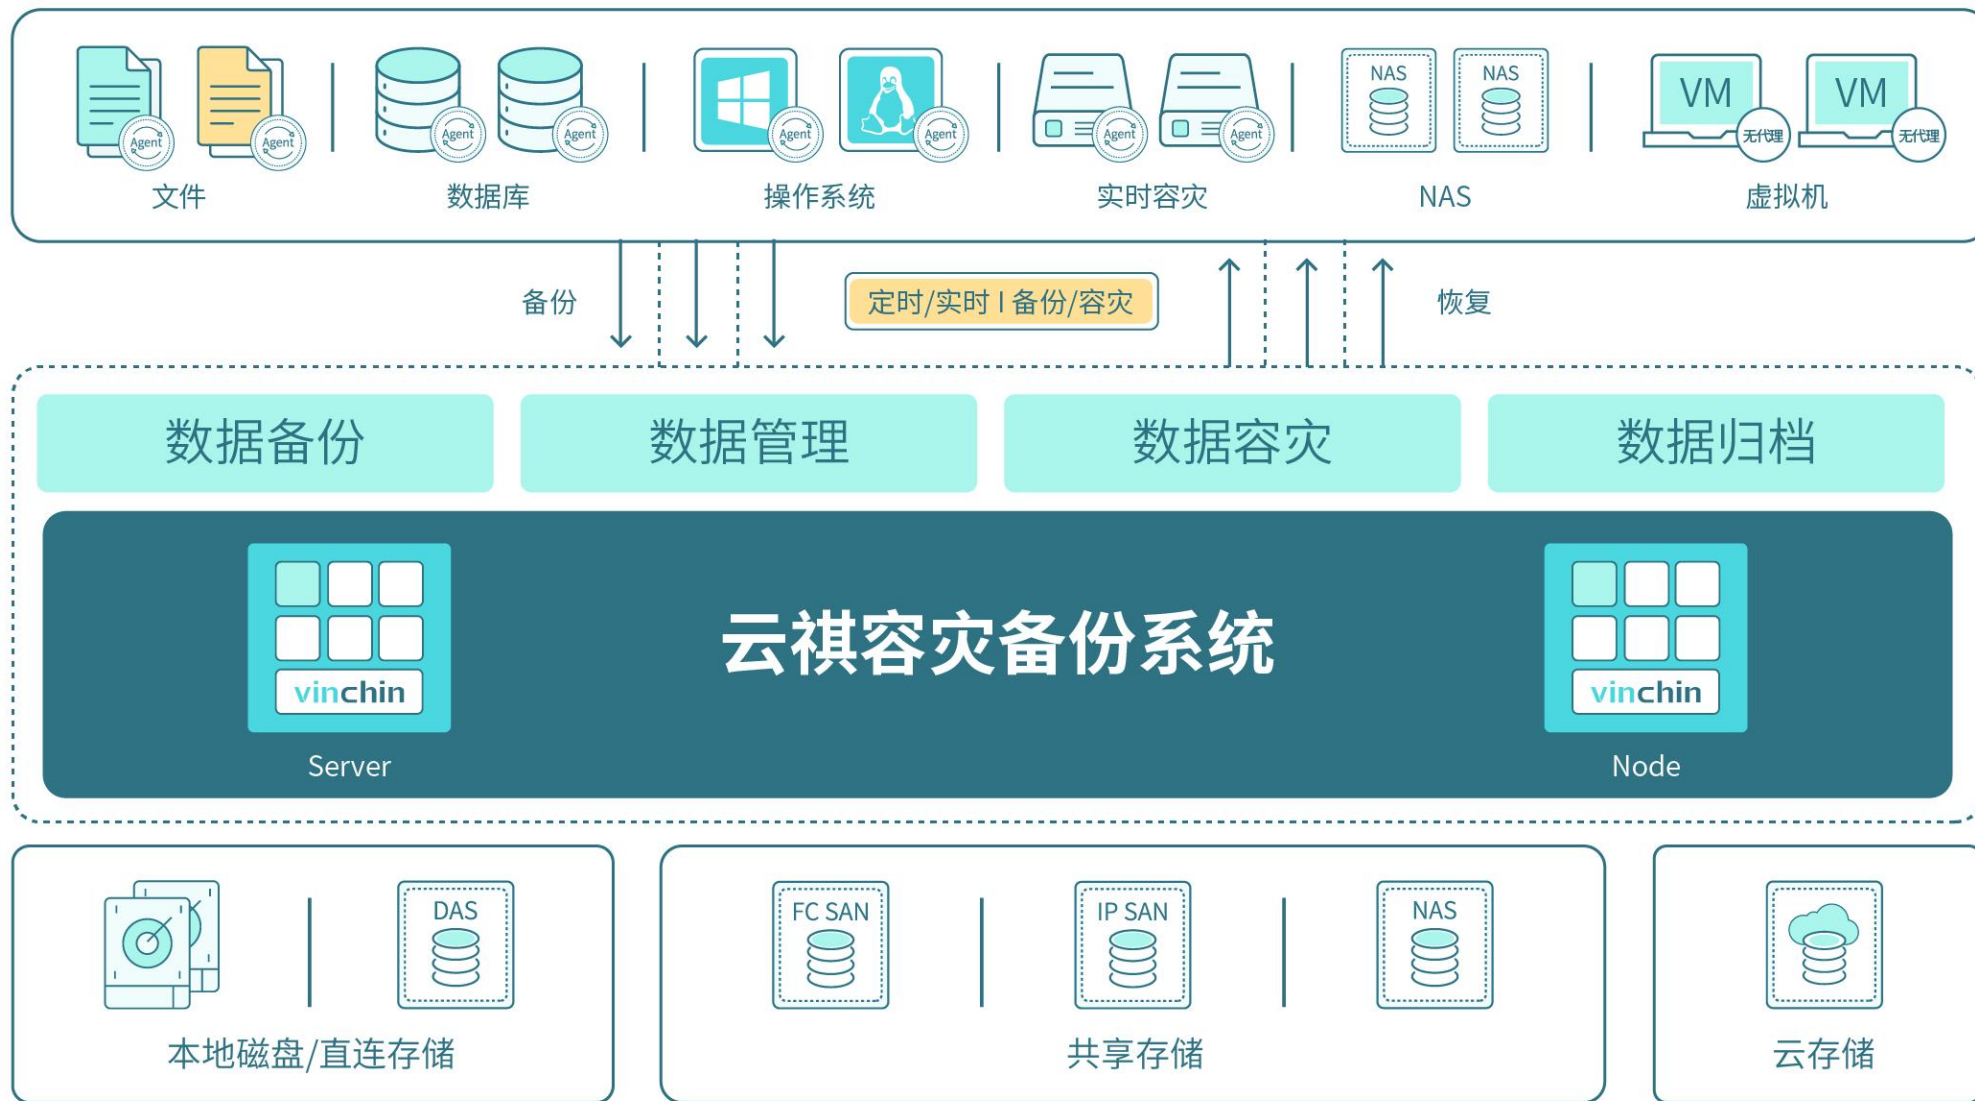 Agent
Agent
文件
Agent
Agent
数据库
Agent
Agent
操作系统
Agent
Agent
实时容灾
NAS
NAS
NAS
VM
无代理
VM
无代理
虚拟机
备份
定时/实时 | 备份/容灾
恢复
数据备份
数据管理
数据容灾
数据归档
vinchin
Server
云祺容灾备份系统
vinchin
Node
DAS
本地磁盘/直连存储
FC SAN
IP SAN
NAS
共享存储
云存储